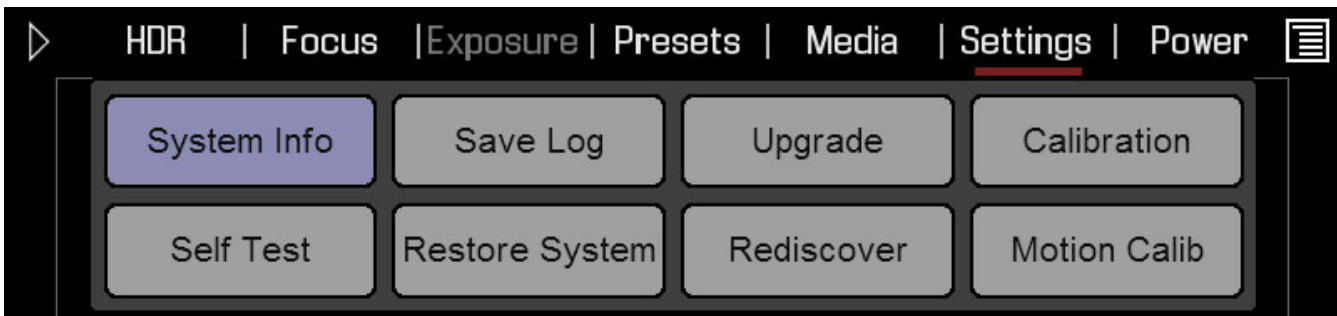 HDR | Focus | Exposure | Presets | Media | Settings | Power
System Info Save Log Upgrade Calibration
Self Test Restore System Rediscover Motion Calib